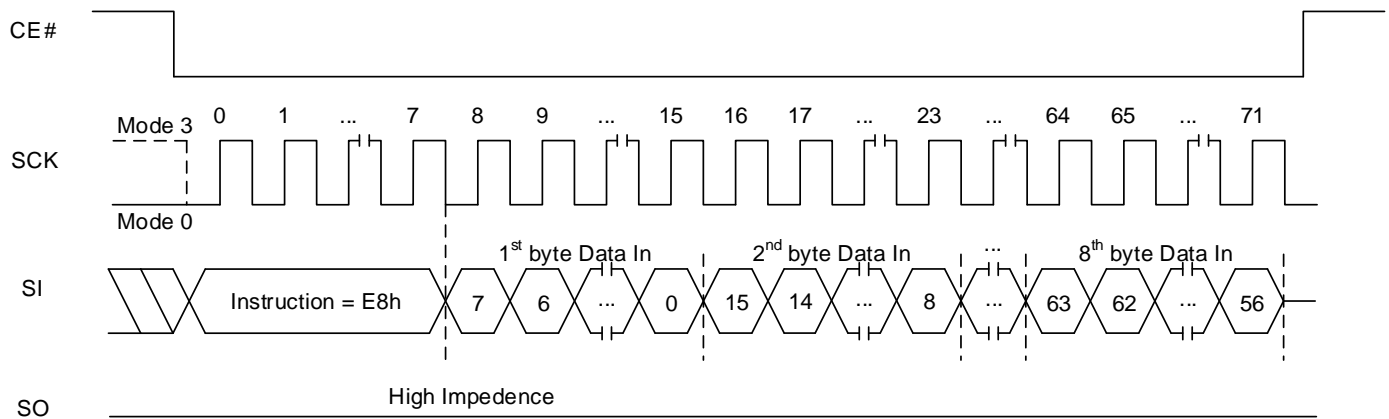 CE#
0 1 ... 7 8 9 ... 15 16 17 ... 23 ... 64 65 ... 71
Mode 3
SCK
Mode 0
1st byte Data In 2nd byte Data In ... 8th byte Data In
SI Instruction = E8h 7 6 ... 0 15 14 ... 8 ... 63 62 ... 56
High Impedence
SO